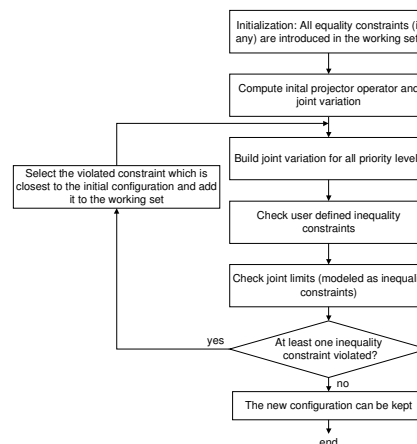 Initialization: All equality constraints (i
any) are introduced in the working set
Compute inital projector operator and
joint variation
Build joint variation for all priority level
Select the violated constraint which is
closest to the initial configuration and add
it to the working set
Check user defined inequality
constraints
Check joint limits (modeled as inequali
constraints)
yes
At least one inequality
constraint violated?
no
The new configuration can be kept
end